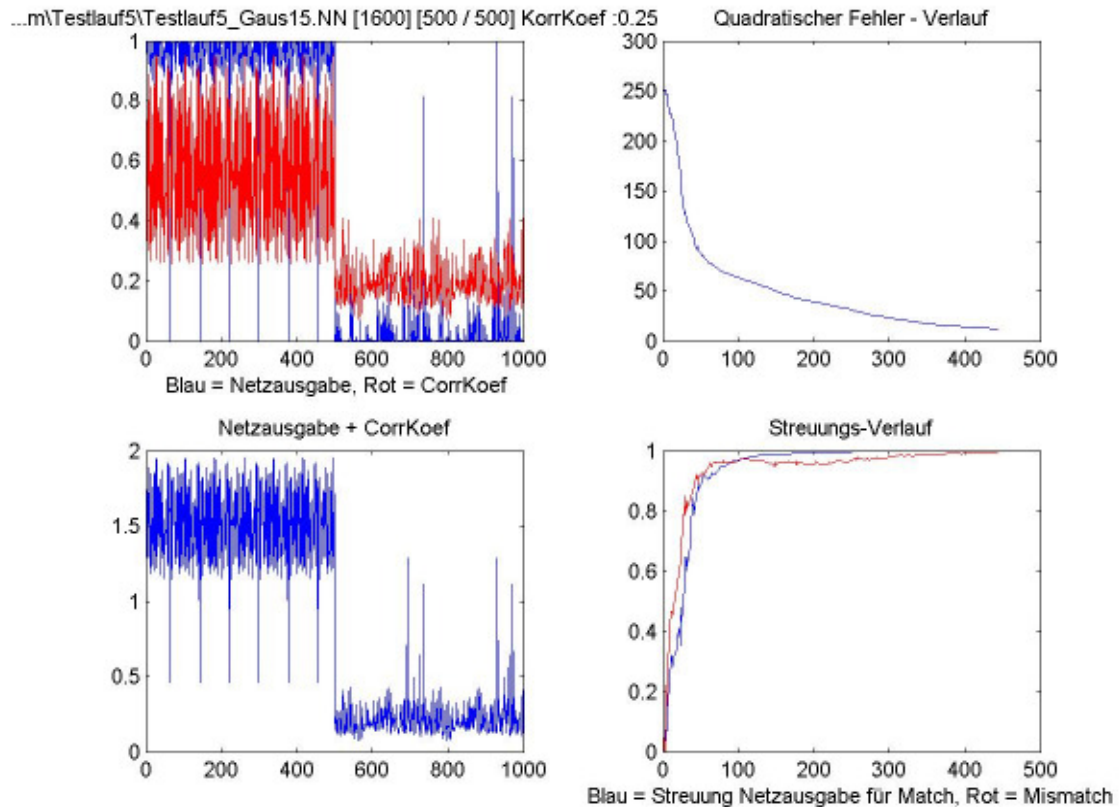 ...m\Testlauf5\Testlauf5_Gaus15.NN [1600] [500 / 500] KorrKoef :0.25
1
0.8
0.6
0.4
0.2
0
0 200 400 600 800 1000
Blau = Netzausgabe, Rot = CorrKoef
Quadratischer Fehler - Verlauf
300
250
200
150
100
50
0
0 100 200 300 400 500
Netzausgabe + CorrKoef
2
1.5
1
0.5
0
0 200 400 600 800 1000
Streuungs-Verlauf
1
0.8
0.6
0.4
0.2
0
0 100 200 300 400 500
Blau = Streuung Netzausgabe für Match, Rot = Mismatch